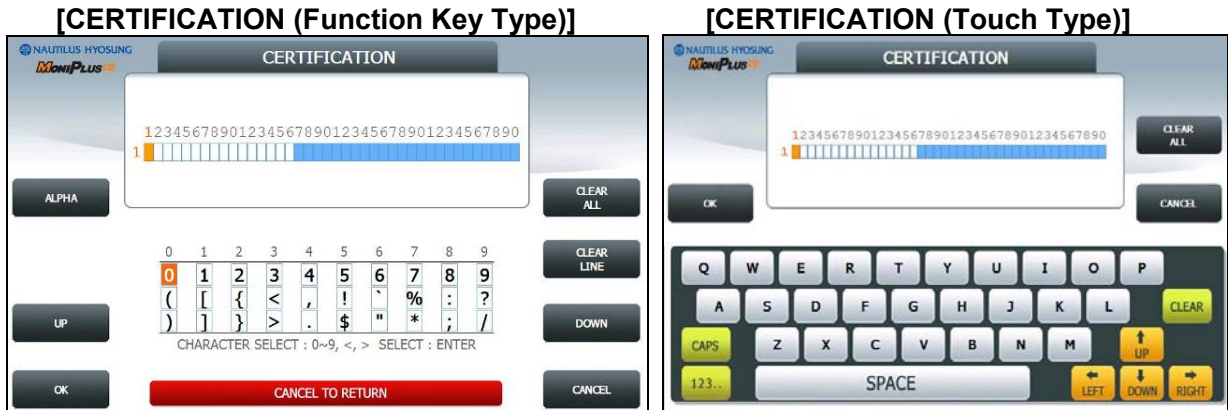 [CERTIFICATION (Function Key Type)]
NAUTILUS HYOSUNG
MONIPLUS CE
CERTIFICATION
1234567890123456789012345678901234567890
1
ALPHA
CLEAR ALL
0 1 2 3 4 5 6 7 8 9
CLEAR LINE
0 1 2 3 4 5 6 7 8 9
( [ { < , ! ` % : ?
) ] } > . $ " * ; /
UP
DOWN
CHARACTER SELECT : 0~9, <, > SELECT : ENTER
OK
CANCEL TO RETURN
CANCEL
[CERTIFICATION (Touch Type)]
NAUTILUS HYOSUNG
MONIPLUS CE
CERTIFICATION
1234567890123456789012345678901234567890
1
CLEAR ALL
OK
CANCEL
Q W E R T Y U I O P
A S D F G H J K L CLEAR
CAPS Z X C V B N M UP
123.. SPACE LEFT DOWN RIGHT